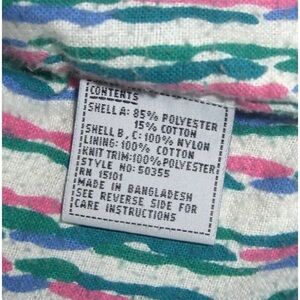 CONTENTS
SHELL A: 85% POLYESTER
15% COTTON
SHELL B, C: 100% NYLON
LINING: 100% COTTON
KNIT TRIM: 100% POLYESTER
STYLE NO: 50355
RN 15101
MADE IN BANGLADESH
SEE REVERSE SIDE FOR
CARE INSTRUCTIONS